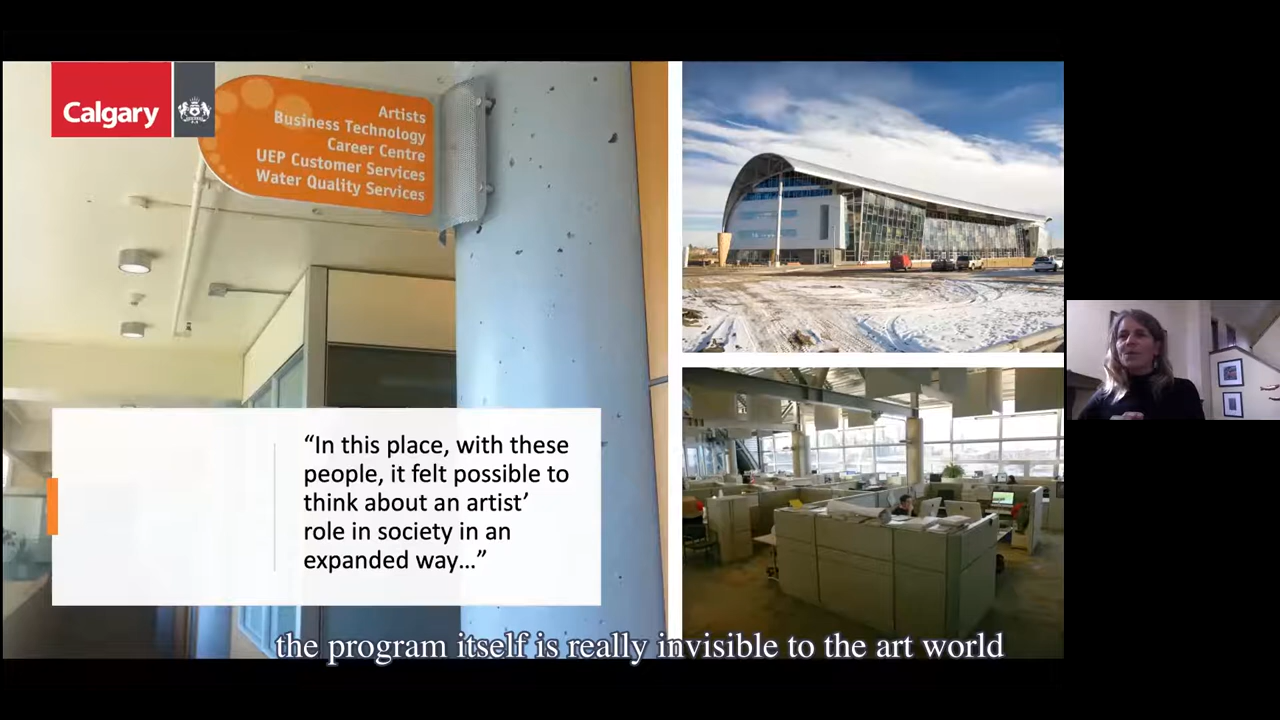 Calgary
Artists
Business Technology
Career Centre
UEP Customer Services
Water Quality Services
“In this place, with these
people, it felt possible to
think about an artist’
role in society in an
expanded way…”
the program itself is really invisible to the art world